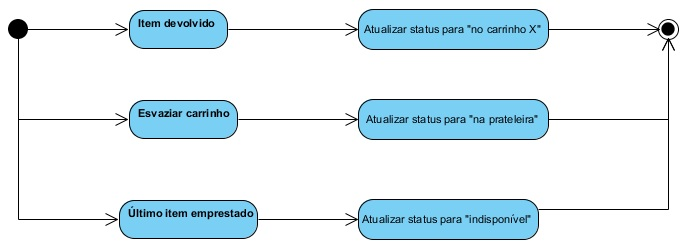 Item devolvido
Atualizar status para "no carrinho X"
Esvaziar carrinho
Atualizar status para "na prateleira"
Último item emprestado
Atualizar status para "indisponível"